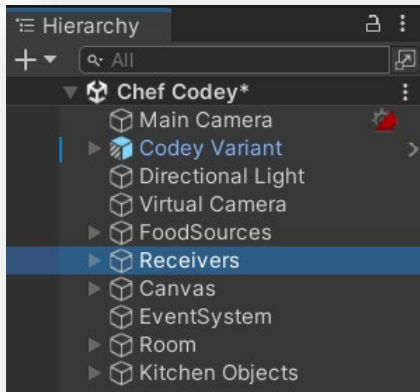 Hierarchy
All
Chef Codey*
Main Camera
Codey Variant
Directional Light
Virtual Camera
FoodSources
Receivers
Canvas
EventSystem
Room
Kitchen Objects